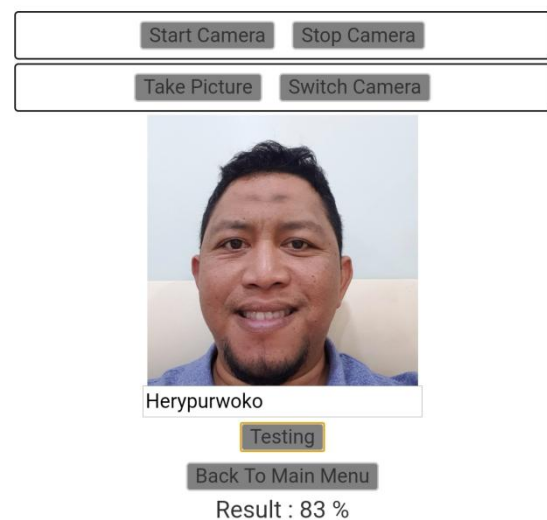 Start Camera Stop Camera
Take Picture Switch Camera
Herypurwoko
Testing
Back To Main Menu
Result : 83 %